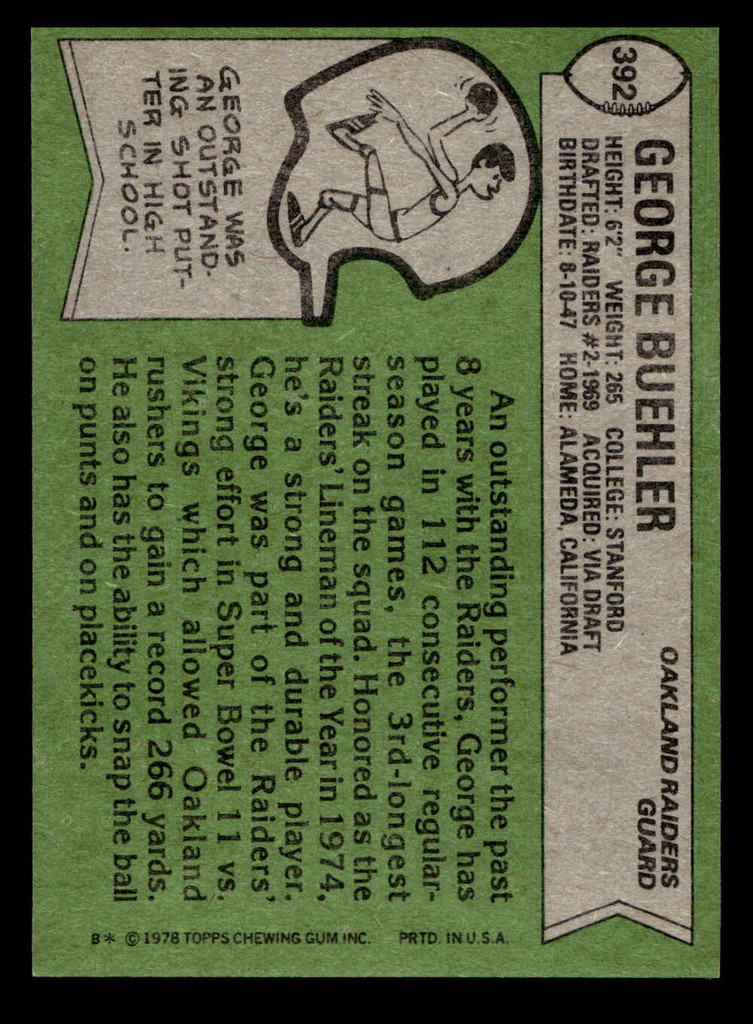 392
GEORGE BUEHLER
OAKLAND RAIDERS
GUARD
HEIGHT: 6'2" WEIGHT: 265 COLLEGE: STANFORD
DRAFTED: RAIDERS #2-1969 ACQUIRED: VIA DRAFT
BIRTHDATE: 8-10-47 HOME: ALAMEDA, CALIFORNIA
GEORGE WAS
AN OUTSTAND-
ING SHOT PUT-
TER IN HIGH
SCHOOL.
An outstanding performer the past
8 years with the Raiders, George has
played in 112 consecutive regular-
season games, the 3rd-longest
streak on the squad. Honored as the
Raiders' Lineman of the Year in 1974,
he's a strong and durable player.
George was part of the Raiders'
strong effort in Super Bowel 11 vs.
Vikings which allowed Oakland
rushers to gain a record 266 yards.
He also has the ability to snap the ball
on punts and on placekicks.
B* © 1978 TOPPS CHEWING GUM INC. PRTD. IN U.S.A.